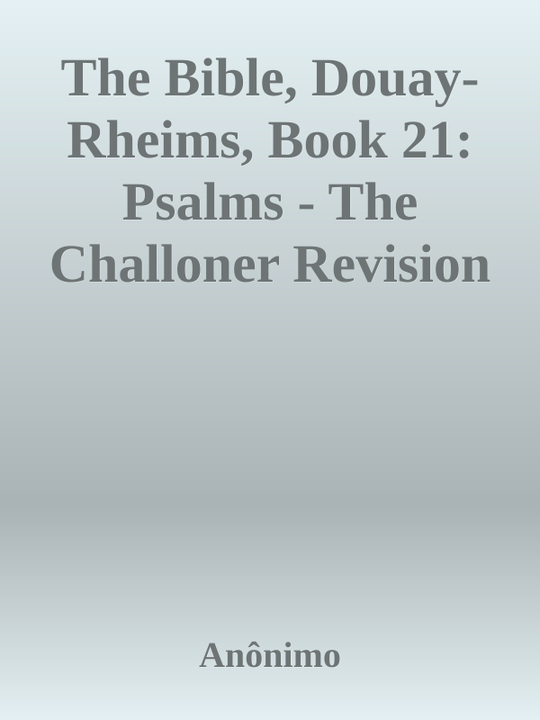 The Bible, Douay-
Rheims, Book 21:
Psalms - The
Challoner Revision
Anônimo